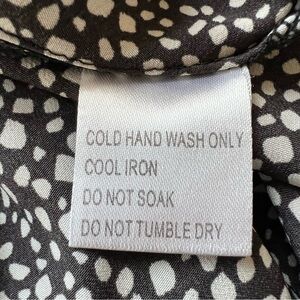 COLD HAND WASH ONLY
COOL IRON
DO NOT SOAK
DO NOT TUMBLE DRY